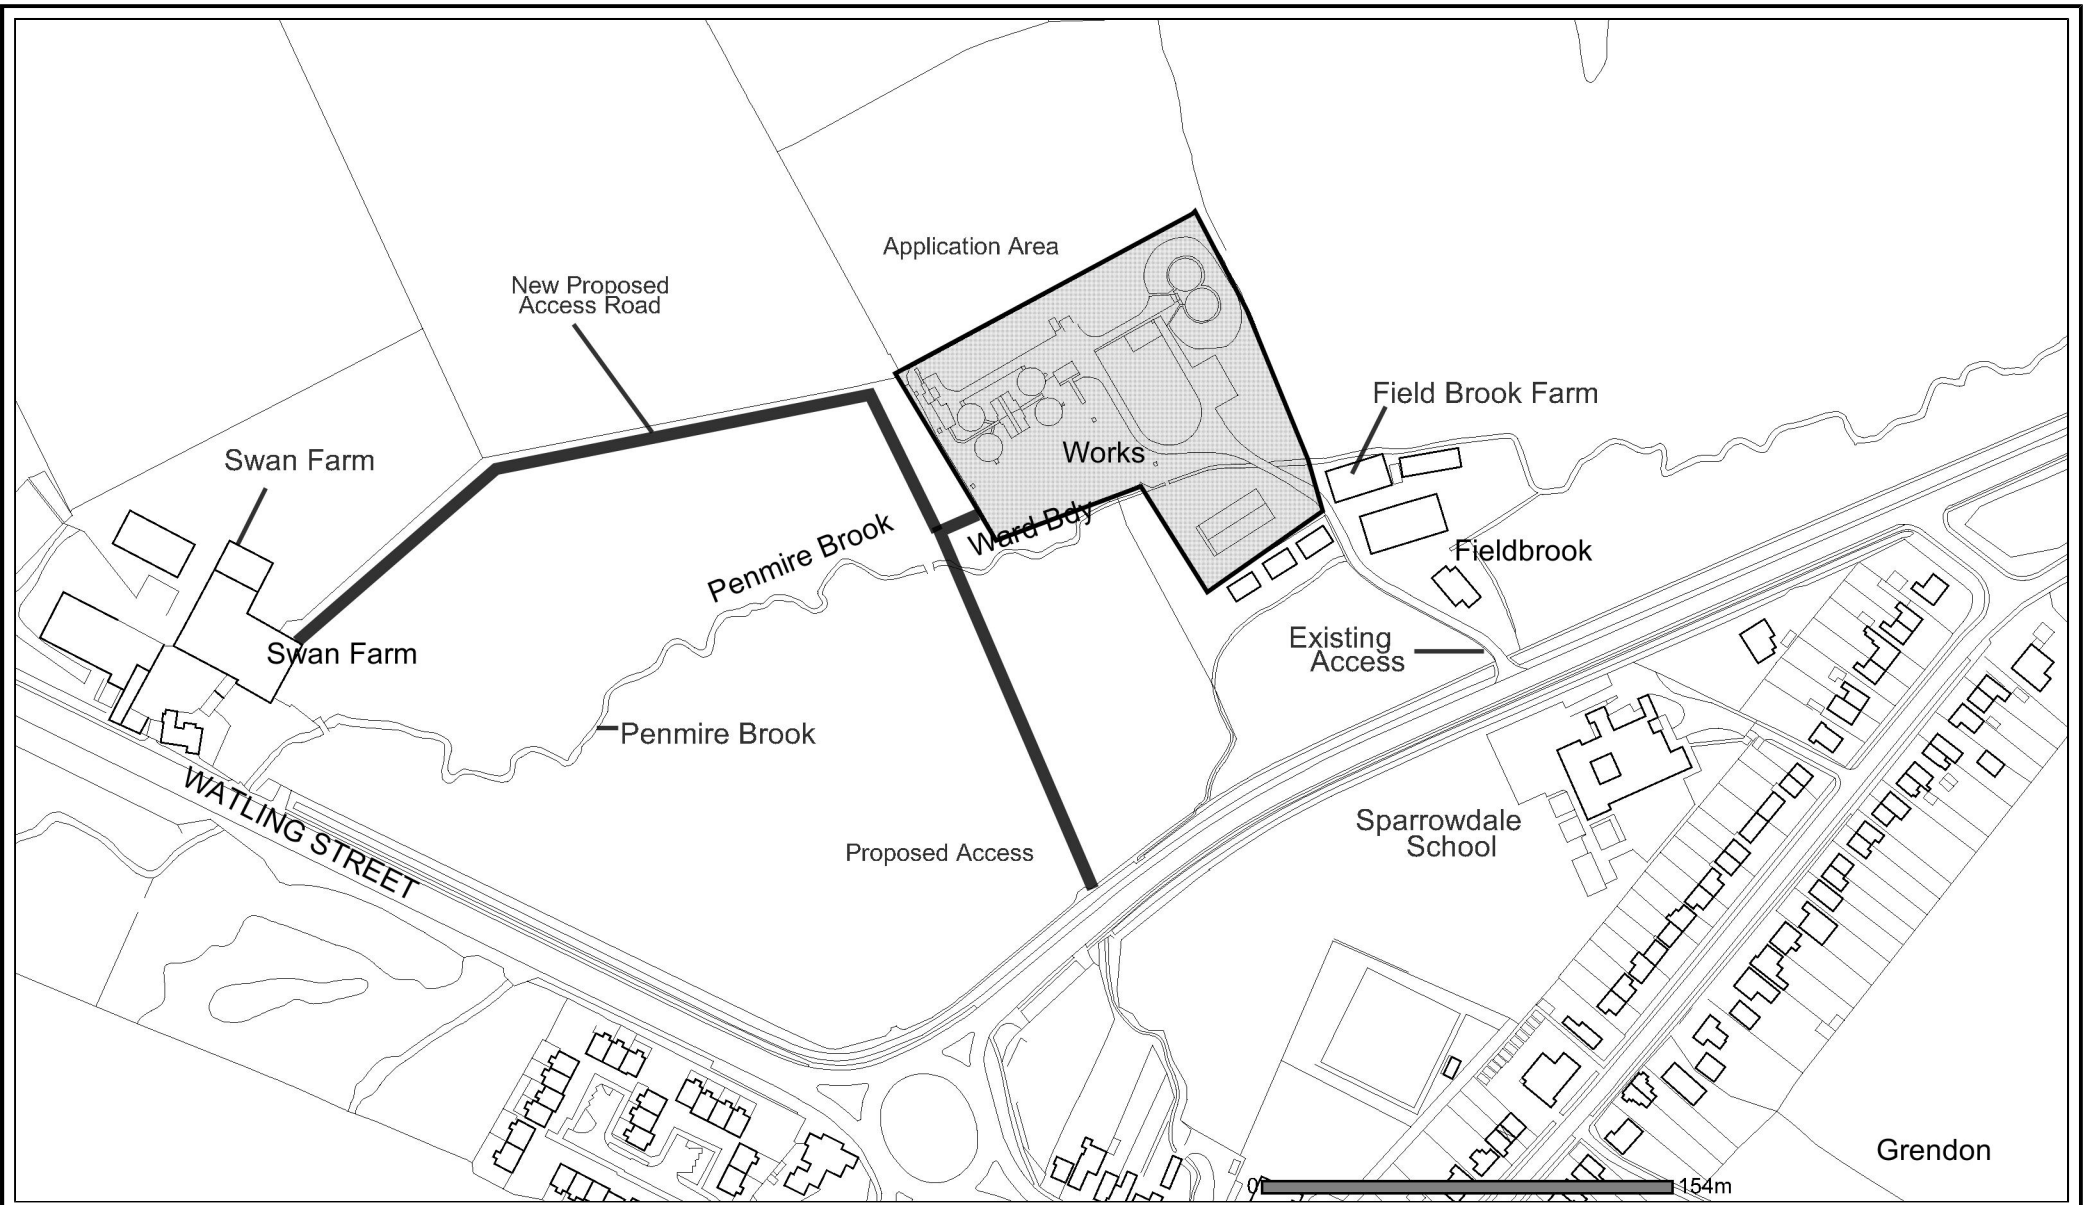 Application Area
New Proposed
Access Road
Field Brook Farm
Swan Farm
Works
Ward Bdy
Penmire Brook
Fieldbrook
Swan Farm
Existing
Access
Penmire Brook
WATLING STREET
Proposed Access
Sparrowdale
School
Grendon
0
154m